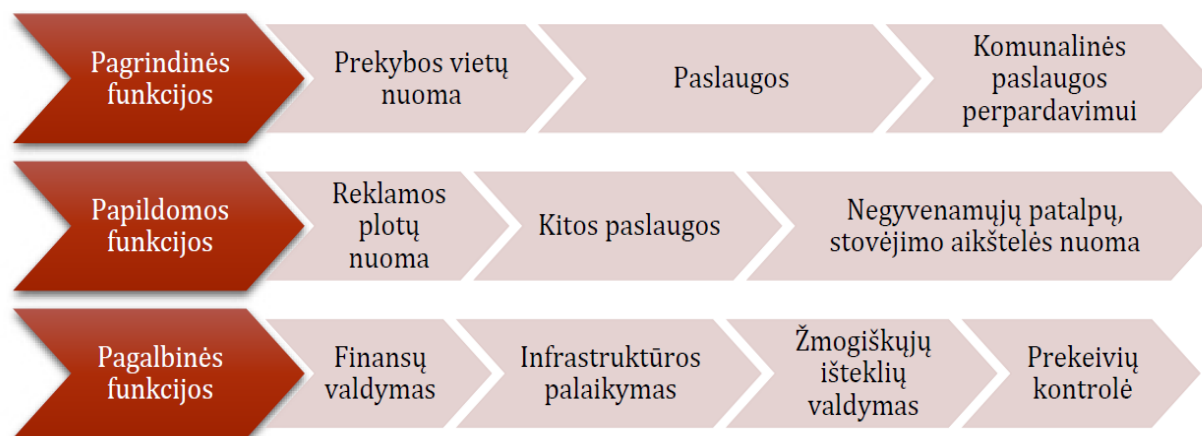 Pagrindinės
funkcijos
Prekybos vietų
nuoma
Paslaugos
Komunalinės
paslaugos
perpardavimui
Papildomos
funkcijos
Reklamos
plotų
nuoma
Kitos paslaugos
Negyvenamųjų patalpų,
stovėjimo aikštelės nuoma
Pagalbinės
funkcijos
Finansų
valdymas
Infrastruktūros
palaikymas
Žmogiškųjų
išteklių
valdymas
Prekeivių
kontrolė